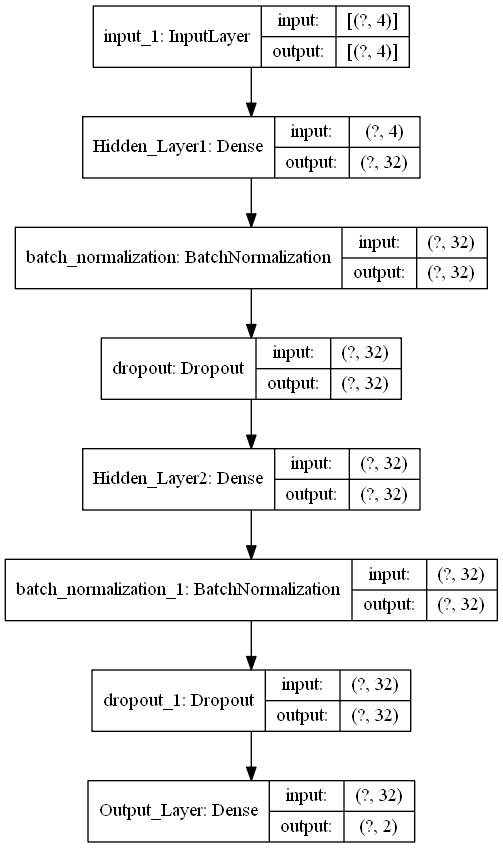 input_1: InputLayer
input: [(?, 4)]
output: [(?, 4)]
Hidden_Layer1: Dense
input: (?, 4)
output: (?, 32)
batch_normalization: BatchNormalization
input: (?, 32)
output: (?, 32)
dropout: Dropout
input: (?, 32)
output: (?, 32)
Hidden_Layer2: Dense
input: (?, 32)
output: (?, 32)
batch_normalization_1: BatchNormalization
input: (?, 32)
output: (?, 32)
dropout_1: Dropout
input: (?, 32)
output: (?, 32)
Output_Layer: Dense
input: (?, 32)
output: (?, 2)